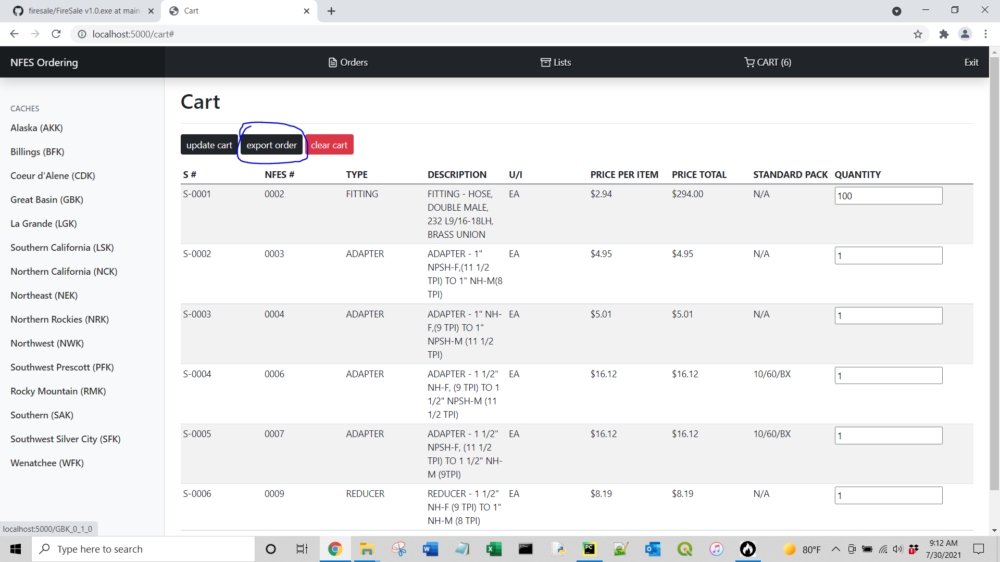 firesale/FireSale v1.0.exe at main
Cart
localhost:5000/cart#
NFES Ordering
Orders
Lists
CART (6)
Exit
CACHES
Alaska (AKK)
Billings (BFK)
Coeur d'Alene (CDK)
Great Basin (GBK)
La Grande (LGK)
Southern California (LSK)
Northern California (NCK)
Northeast (NEK)
Northern Rockies (NRK)
Northwest (NWK)
Southwest Prescott (PFK)
Rocky Mountain (RMK)
Southern (SAK)
Southwest Silver City (SFK)
Wenatchee (WFK)
Cart
update cart export order clear cart
S # NFES # TYPE DESCRIPTION U/I PRICE PER ITEM PRICE TOTAL STANDARD PACK QUANTITY
S-0001 0002 FITTING FITTING - HOSE, EA $2.94 $294.00 N/A 100
DOUBLE MALE,
232 L9/16-18LH,
BRASS UNION
S-0002 0003 ADAPTER ADAPTER - 1" EA $4.95 $4.95 N/A 1
NPSH-F,(11 1/2
TPI) TO 1" NH-M(8
TPI)
S-0003 0004 ADAPTER ADAPTER - 1" NH- EA $5.01 $5.01 N/A 1
F,(9 TPI) TO 1"
NPSH-M (11 1/2
TPI)
S-0004 0006 ADAPTER ADAPTER - 1 1/2" EA $16.12 $16.12 10/60/BX 1
NH-F, (9 TPI) TO 1
1/2" NPSH-M (11
1/2 TPI)
S-0005 0007 ADAPTER ADAPTER - 1 1/2" EA $16.12 $16.12 10/60/BX 1
NPSH-F, (11 1/2
TPI) TO 1 1/2" NH-
M (9TPI)
S-0006 0009 REDUCER REDUCER - 1 1/2" EA $8.19 $8.19 N/A 1
NH-F (9 TPI) TO 1"
NH-M (8 TPI)
localhost:5000/GBK_0_1_0
Type here to search
80°F
9:12 AM
7/30/2021